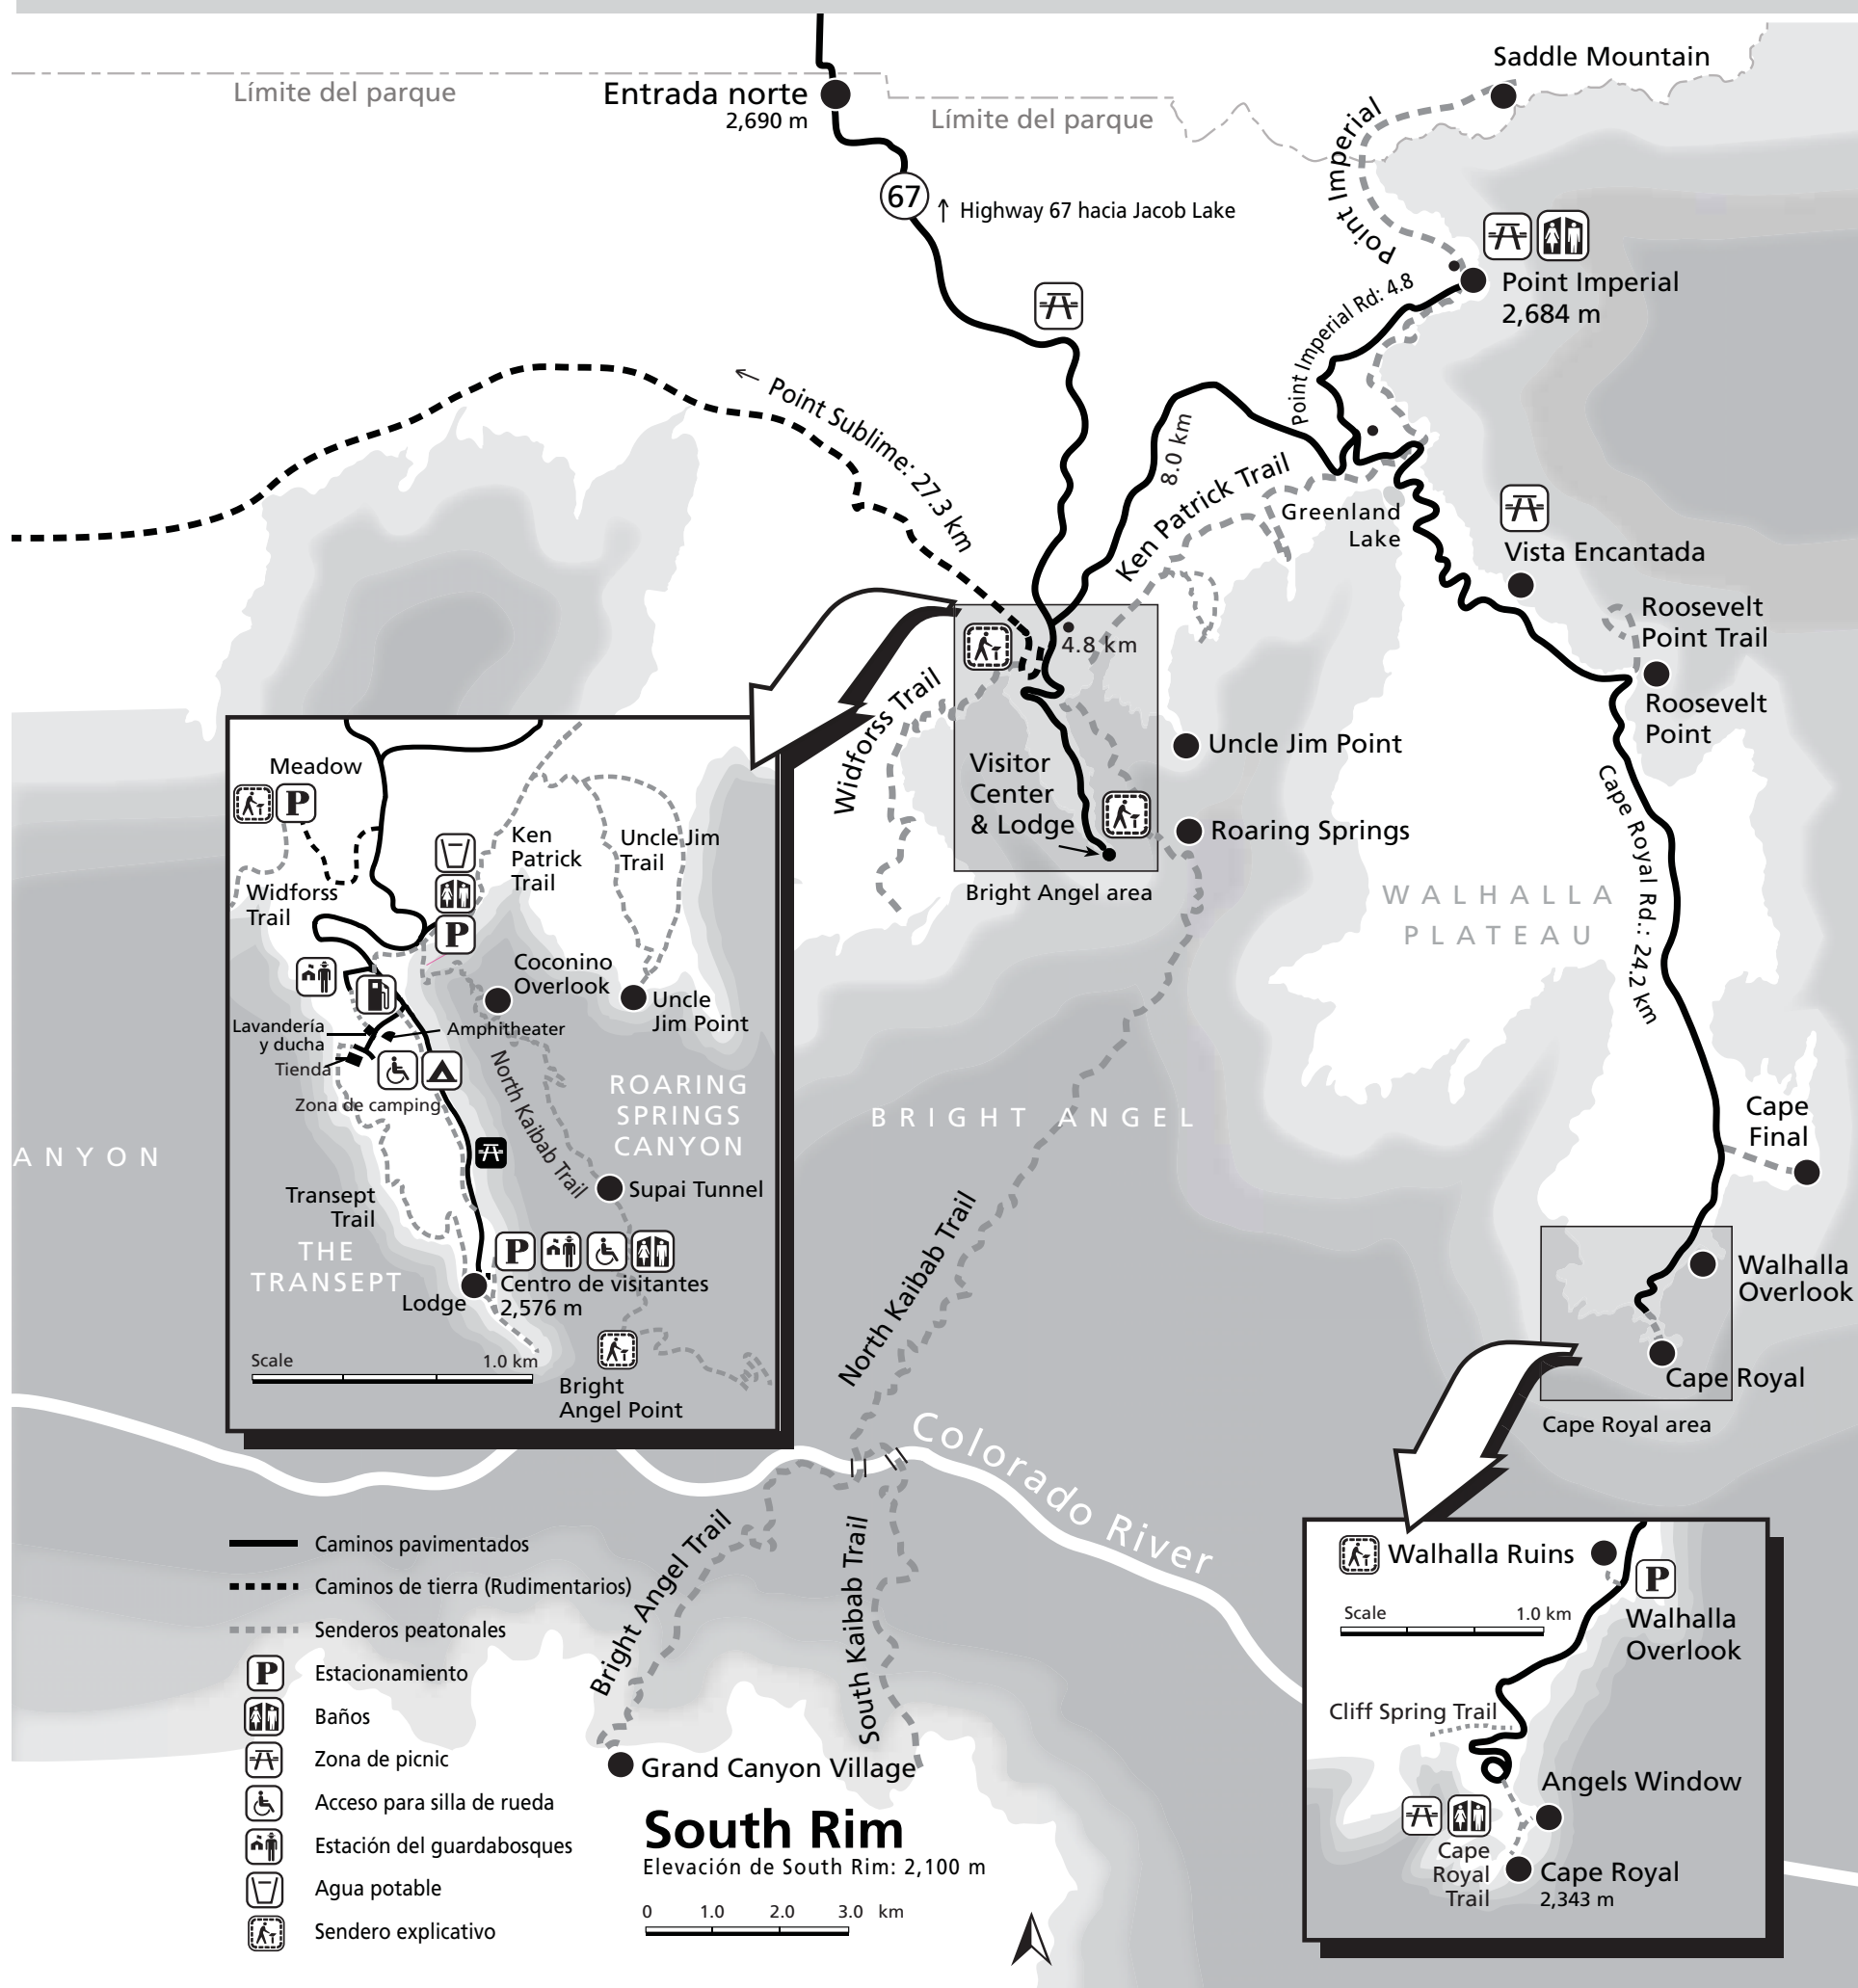 Saddle Mountain
Límite del parque
Entrada norte
2,690 m
Límite del parque
Point Imperial
67
↑ Highway 67 hacia Jacob Lake
Point Imperial
2,684 m
Point Imperial Rd: 4.8
← Point Sublime: 27.3 km
8.0 km
Ken Patrick Trail
Greenland
Lake
Vista Encantada
Roosevelt
Point Trail
Roosevelt
Point
4.8 km
Widforss Trail
Uncle Jim Point
Visitor
Center
& Lodge
Roaring Springs
Bright Angel area
WALHALLA
PLATEAU
Cape Royal Rd.: 24.2 km
Cape
Final
Walhalla
Overlook
Cape Royal
Cape Royal area
BRIGHT ANGEL
ANYON
North Kaibab Trail
Colorado River
Bright Angel Trail
South Kaibab Trail
Grand Canyon Village
South Rim
Elevación de South Rim: 2,100 m
0 1.0 2.0 3.0 km
Meadow
P
Widforss
Trail
Ken
Patrick
Trail
Uncle Jim
Trail
P
Coconino
Overlook
Uncle
Jim Point
Lavandería
y ducha
Amphitheater
Tienda
Zona de camping
North Kaibab Trail
ROARING
SPRINGS
CANYON
Supai Tunnel
Transept
Trail
THE
TRANSEPT
P
Centro de visitantes
2,576 m
Lodge
Scale 1.0 km
Bright
Angel Point
Caminos pavimentados
Caminos de tierra (Rudimentarios)
Senderos peatonales
P Estacionamiento
Baños
Zona de picnic
Acceso para silla de rueda
Estación del guardabosques
Agua potable
Sendero explicativo
Walhalla Ruins
P
Scale 1.0 km
Walhalla
Overlook
Cliff Spring Trail
Angels Window
Cape
Royal
Trail
Cape Royal
2,343 m